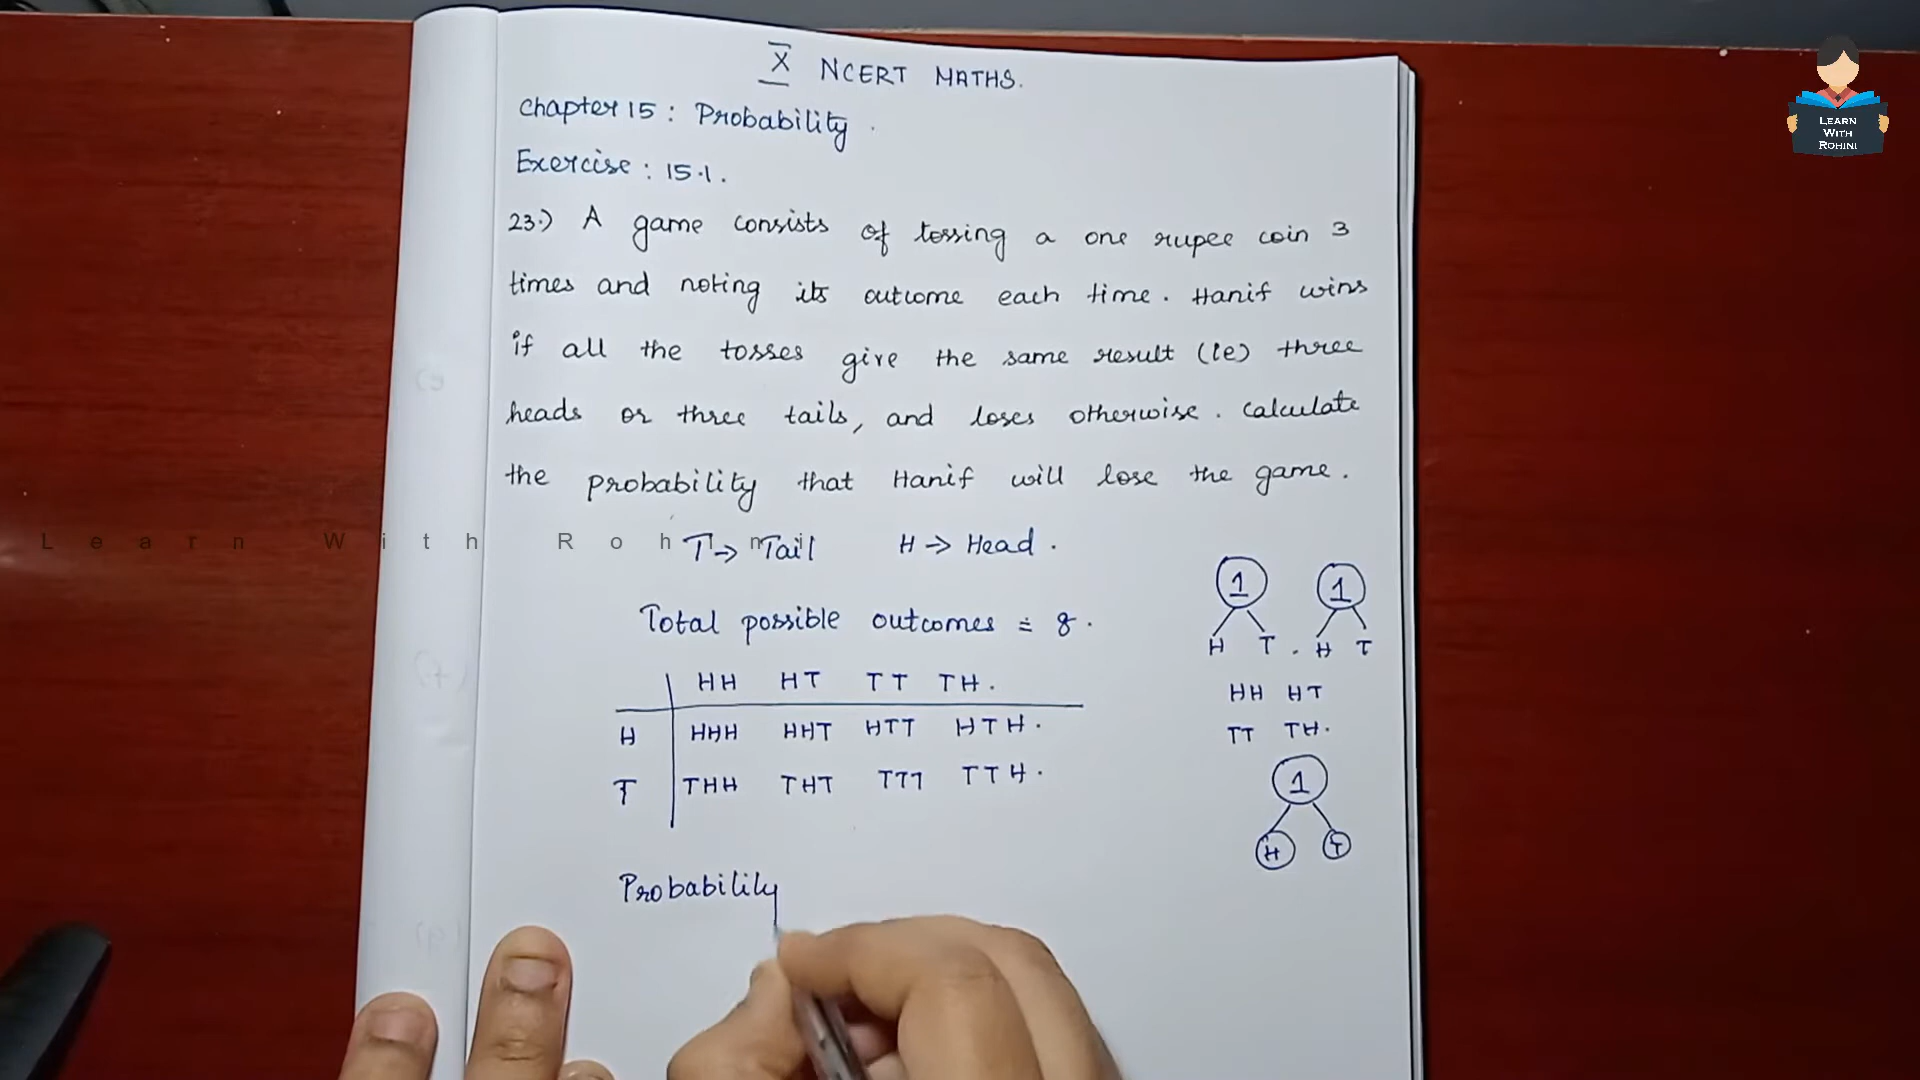 X NCERT MATHS.
LEARN
WITH
ROHINI
Chapter 15 : Probability.
Exercise : 15.1.
23.) A game consists of tossing a one rupee coin 3
times and noting its outcome each time. Hanif wins
if all the tosses give the same result (ie) three
heads or three tails, and loses otherwise. Calculate
the probability that Hanif will lose the game.
Learn With Rohini
T → Tail H → Head.
Total possible outcomes = 8.
HH HT TT TH.
H HHH HHT HTT HTH.
T THH THT TTT TTH.
Probability
1 1
H T. H T
HH HT
TT TH.
1
H T